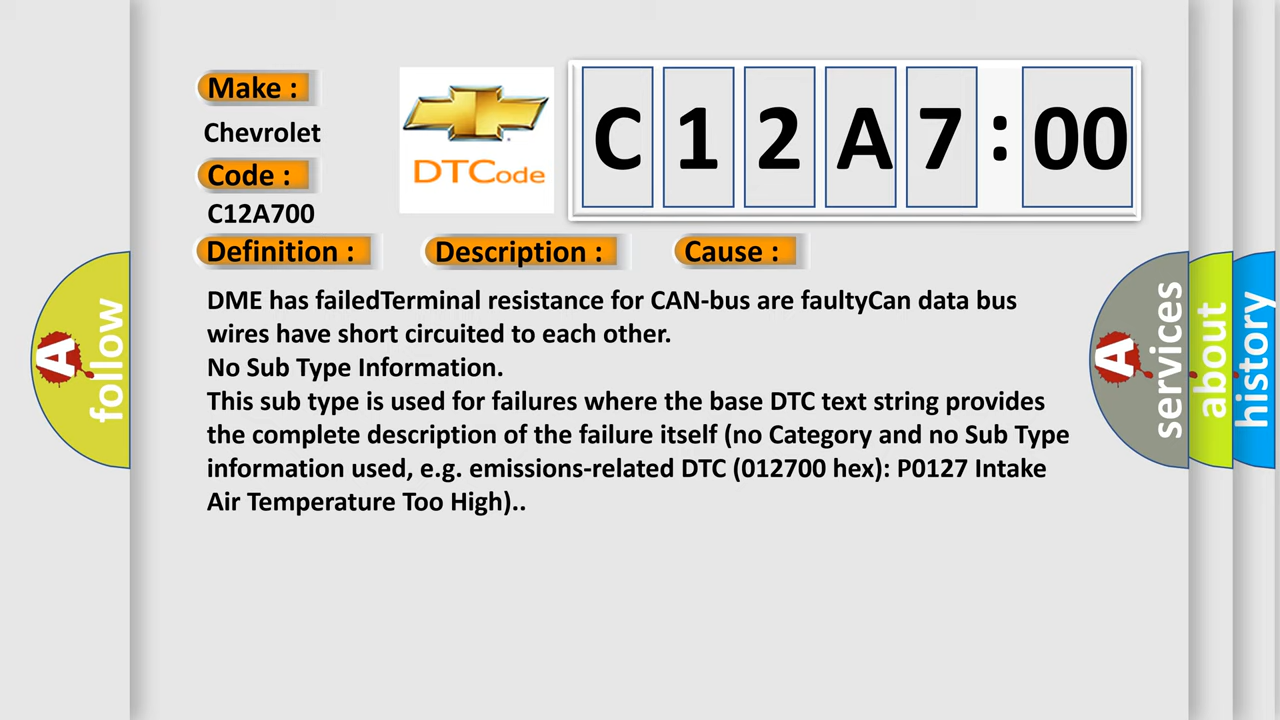 Make :
Chevrolet
Code :
C12A700
DTCode
C12A7:00
Definition :
Description :
Cause :
DME has failedTerminal resistance for CAN-bus are faultyCan data bus
wires have short circuited to each other.
No Sub Type Information.
This sub type is used for failures where the base DTC text string provides
the complete description of the failure itself (no Category and no Sub Type
information used, e.g. emissions-related DTC (012700 hex): P0127 Intake
Air Temperature Too High)..
A follow
A services
about
history